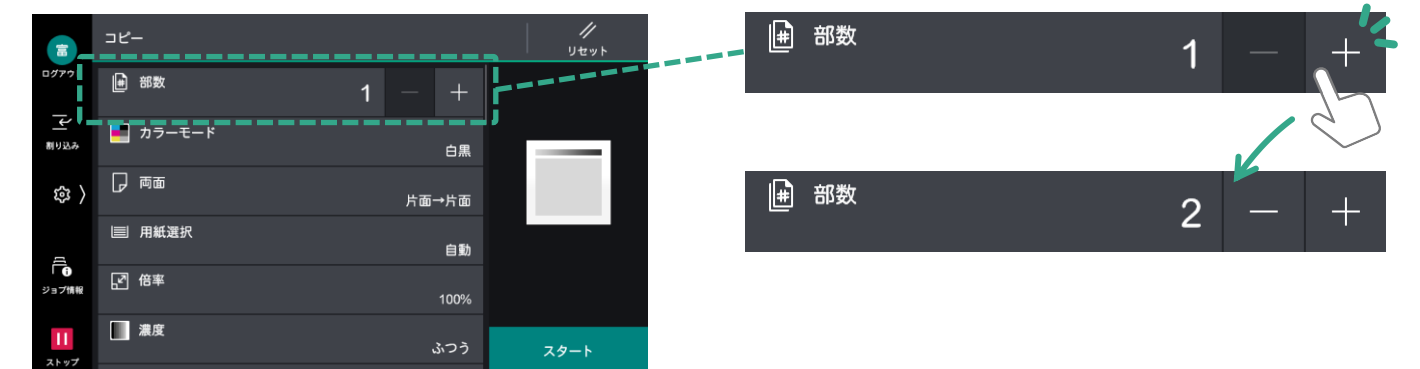 富
ログアウ
割り込み
ジョブ情報
ストップ
コピー
リセット
部数
1
カラーモード
白黒
両面
片面→片面
用紙選択
自動
倍率
100%
濃度
ふつう
スタート
部数
1
部数
2